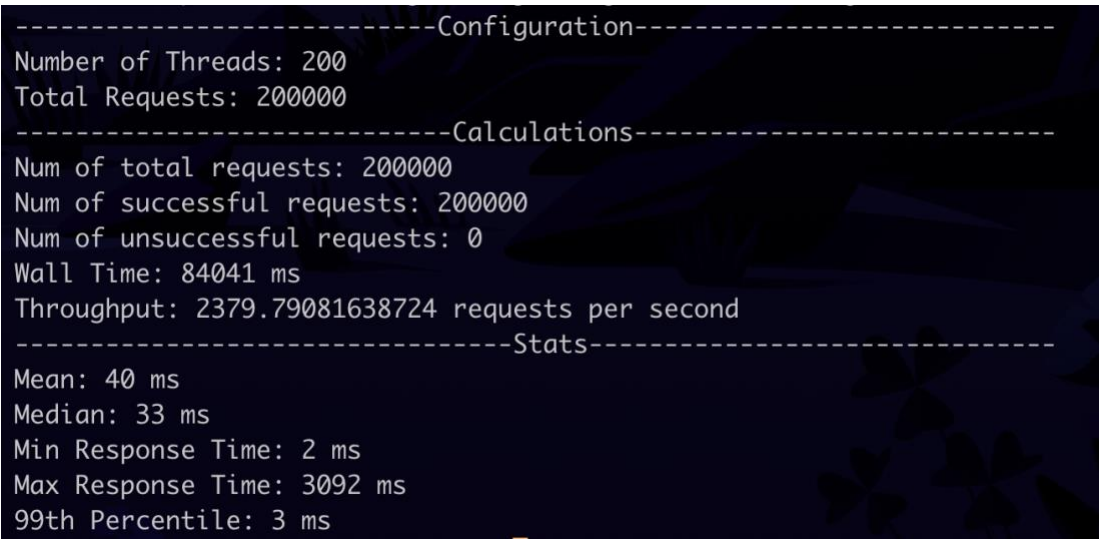 ----------------------------Configuration----------------------------
Number of Threads: 200
Total Requests: 200000
-----------------------------Calculations----------------------------
Num of total requests: 200000
Num of successful requests: 200000
Num of unsuccessful requests: 0
Wall Time: 84041 ms
Throughput: 2379.79081638724 requests per second
---------------------------------Stats-------------------------------
Mean: 40 ms
Median: 33 ms
Min Response Time: 2 ms
Max Response Time: 3092 ms
99th Percentile: 3 ms